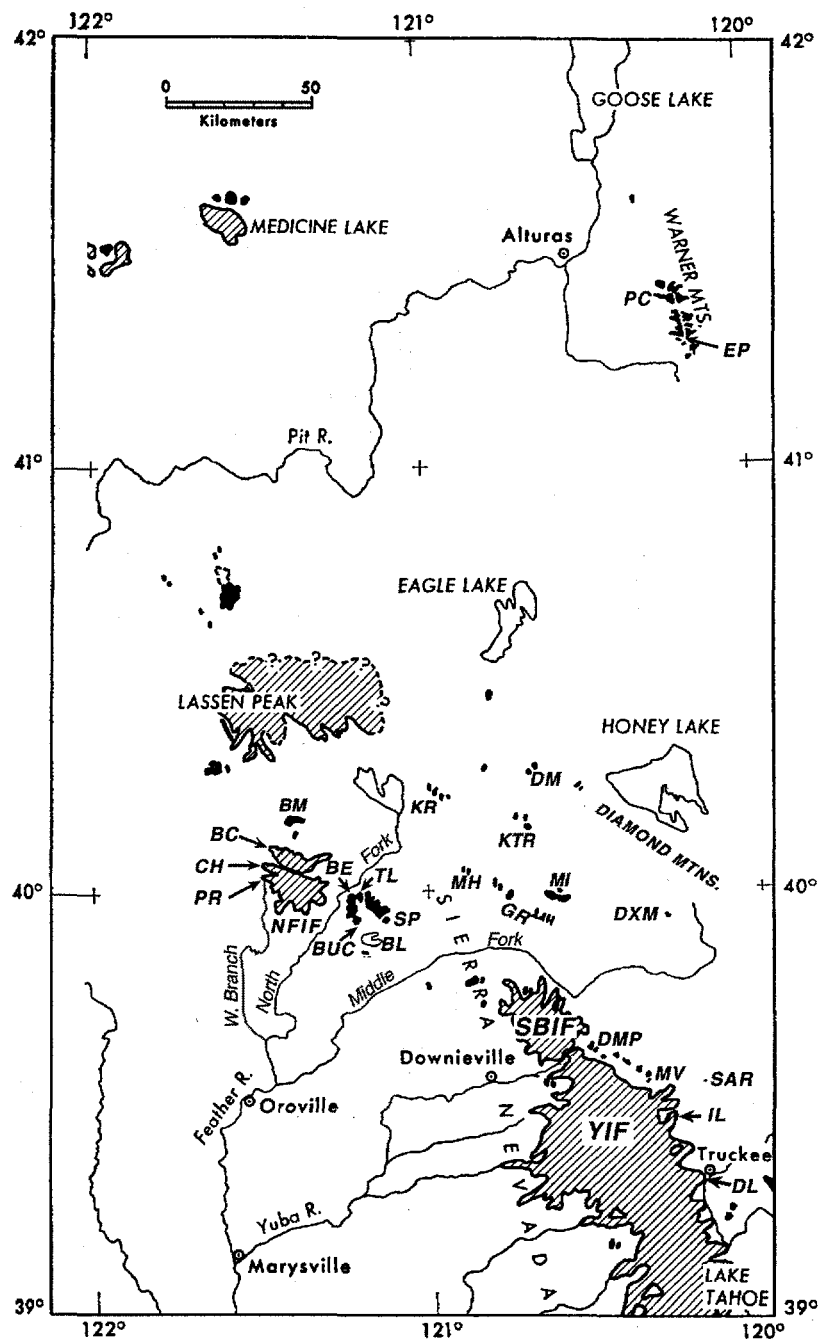 122° 121° 120°
42° 42°
0 50
Kilometers
GOOSE LAKE
MEDICINE LAKE
WARNER MTS.
Alturas
PC
EP
Pit R.
41° 41°
EAGLE LAKE
? ? ?
LASSEN PEAK
?
HONEY LAKE
DM
BM
KR
DIAMOND MTNS.
KTR
BC
Fork
CH
BE
TL
MH
MI
40° 40°
PR
SP
GR
LAH
DXM
NFIF
BUC
BL
SIERRA
Fork
W. Branch
North
Middle
SBIF
DMP
Downieville
MV
SAR
Feather R.
Oroville
IL
NEVADA
YIF
Truckee
DL
Yuba R.
Marysville
LAKE
TAHOE
39° 39°
122° 121° 120°